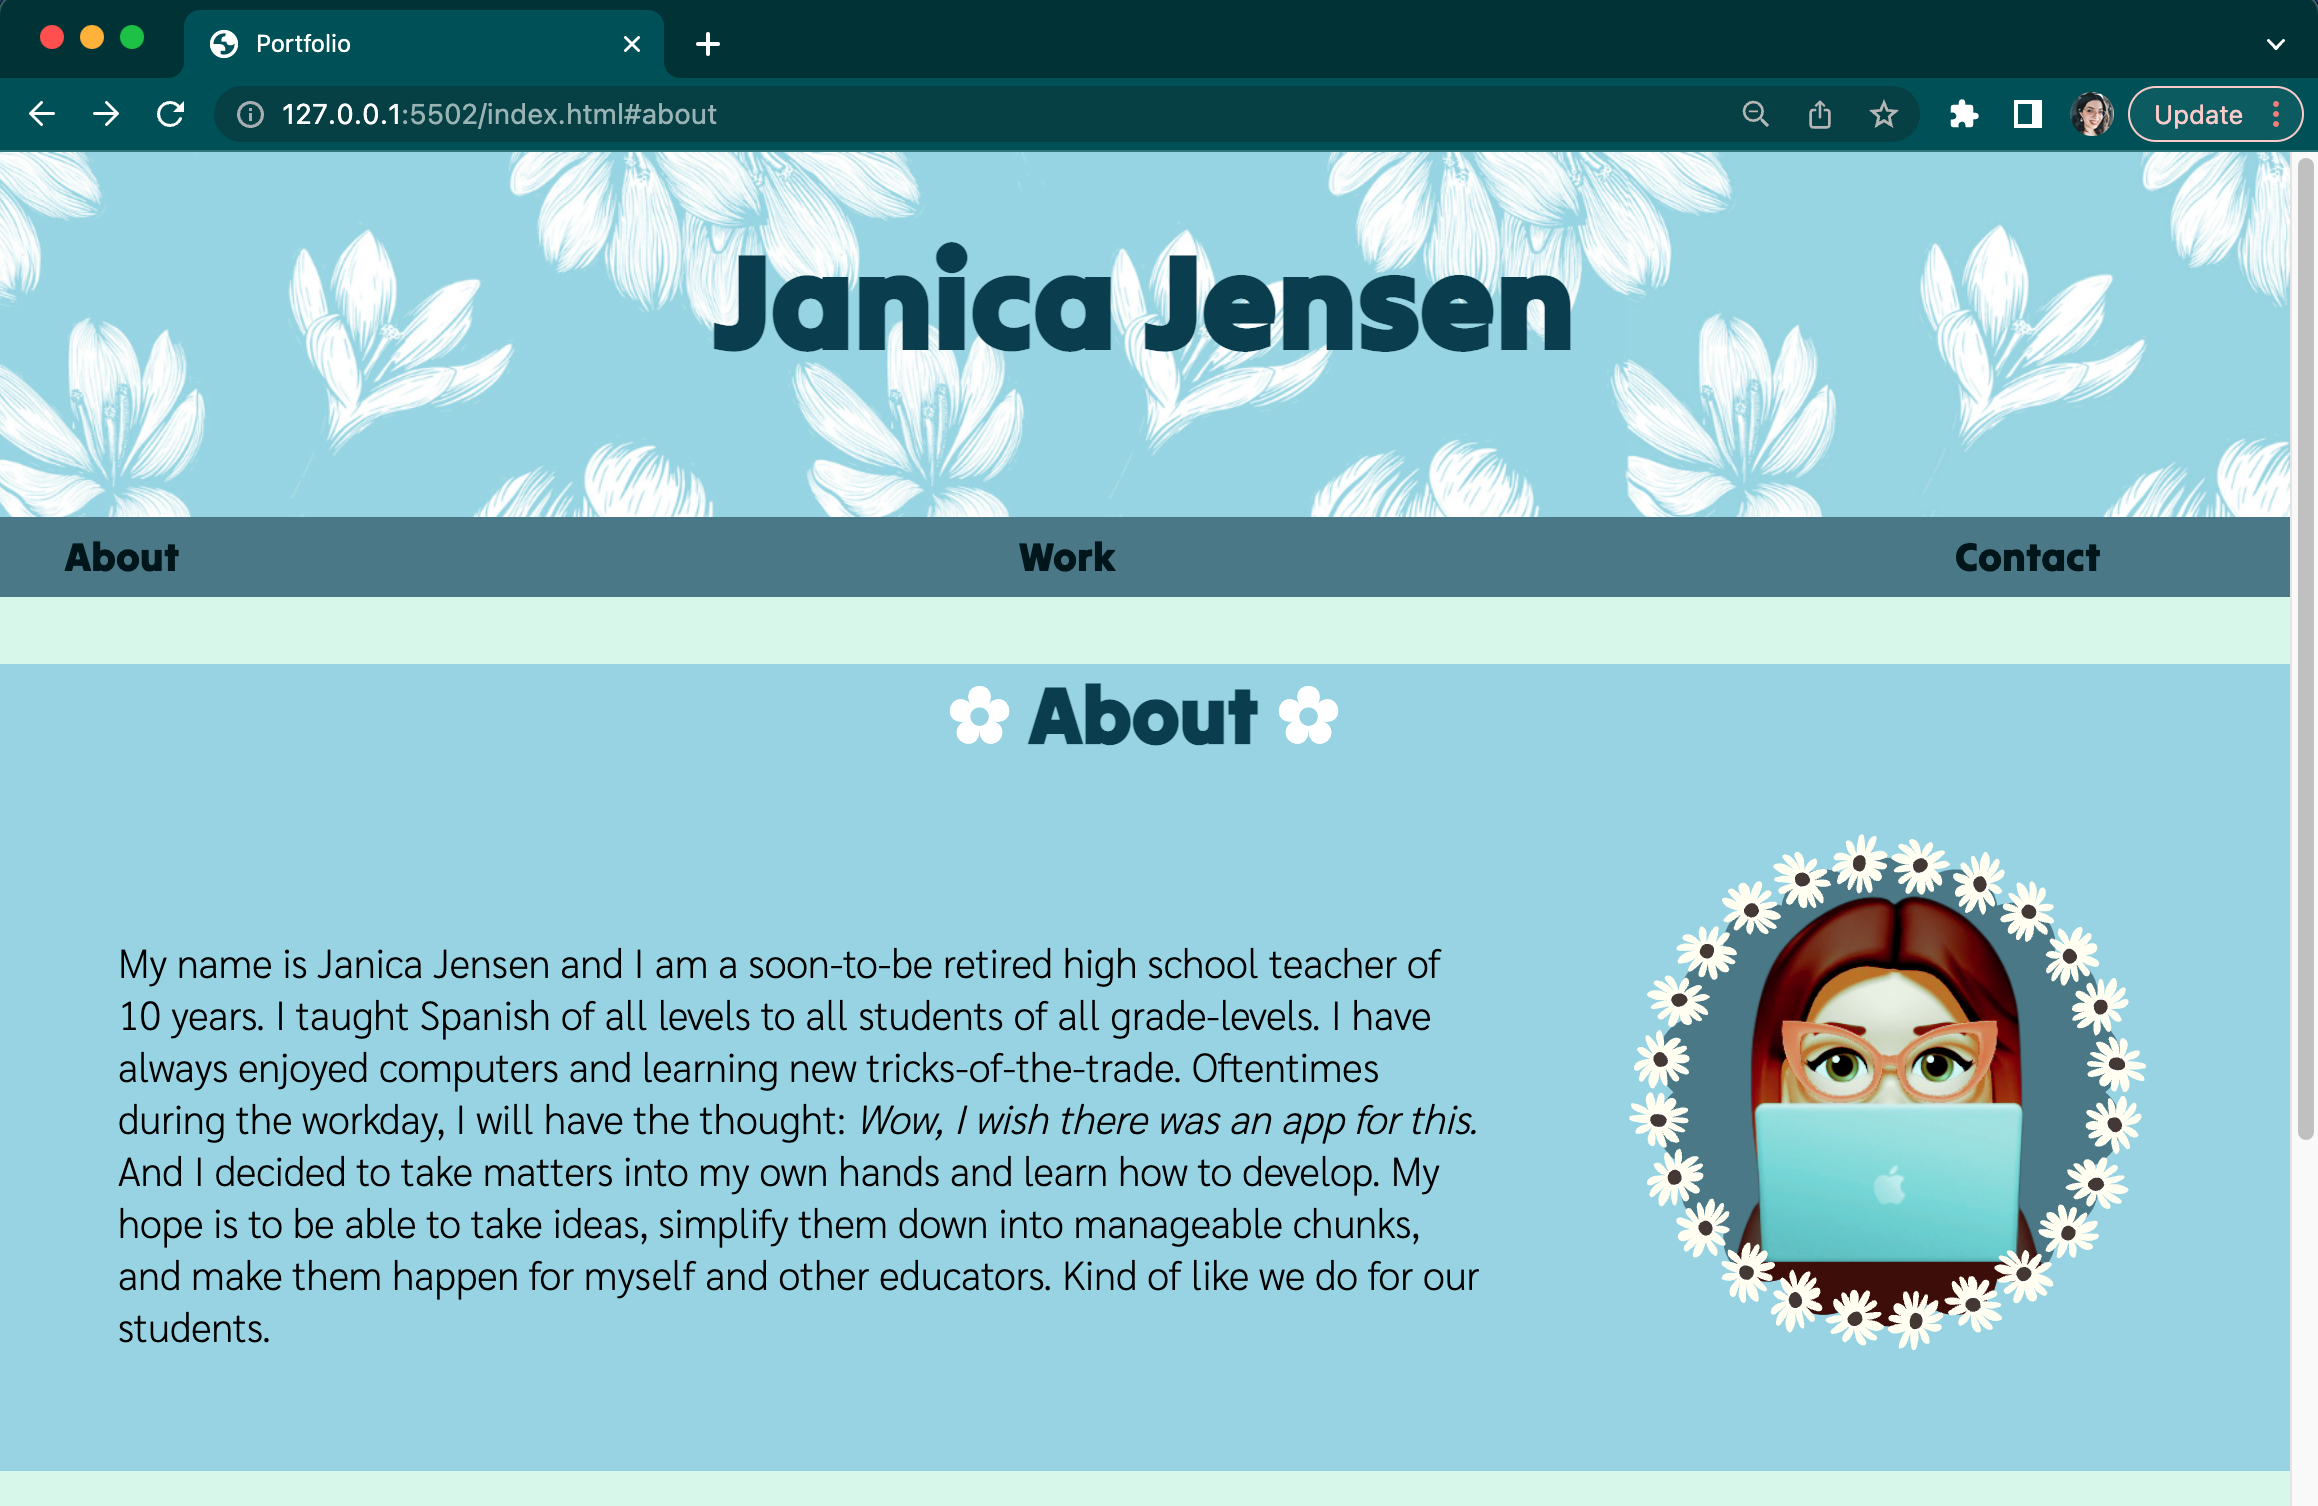 Portfolio
127.0.0.1:5502/index.html#about
Update
Janica Jensen
About
Work
Contact
About
My name is Janica Jensen and I am a soon-to-be retired high school teacher of
10 years. I taught Spanish of all levels to all students of all grade-levels. I have
always enjoyed computers and learning new tricks-of-the-trade. Oftentimes
during the workday, I will have the thought: Wow, I wish there was an app for this.
And I decided to take matters into my own hands and learn how to develop. My
hope is to be able to take ideas, simplify them down into manageable chunks,
and make them happen for myself and other educators. Kind of like we do for our
students.